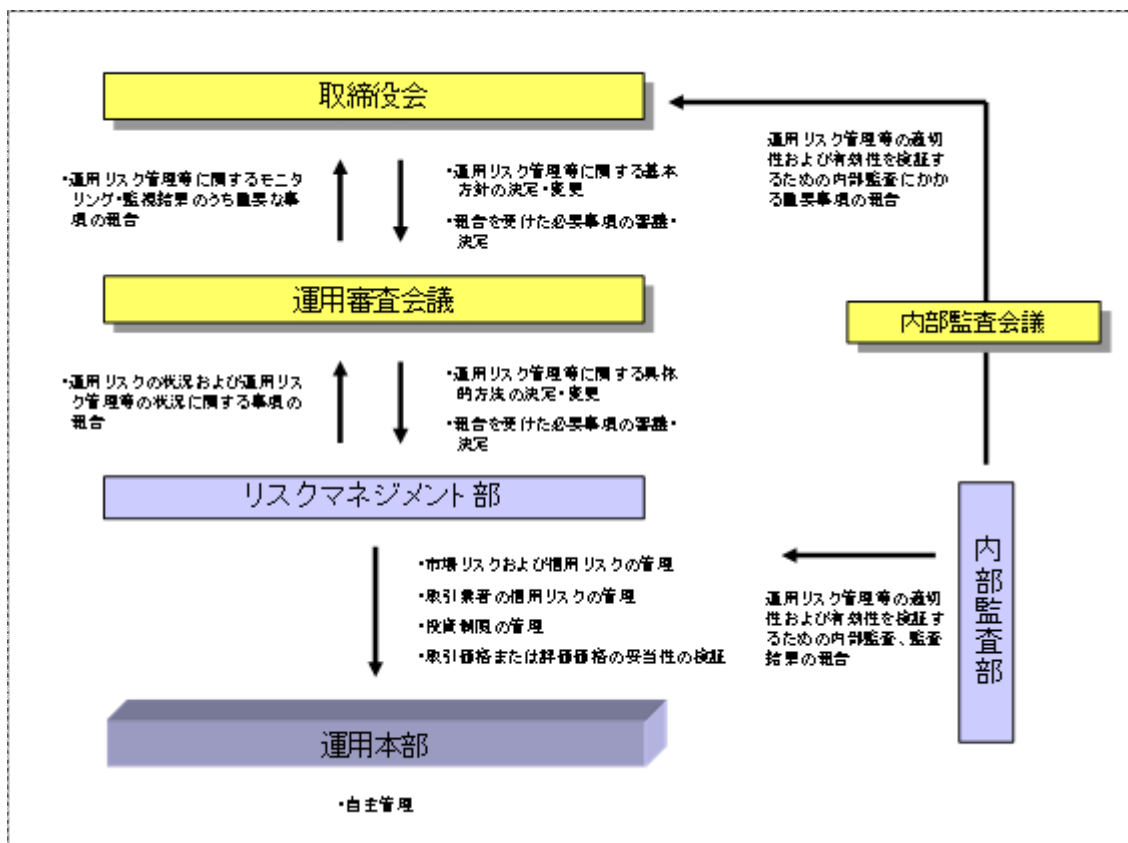 取締役会
運用リスク管理等の適切
性および有効性を検証す
るための内部監査にかか
る重要事項の報告
・運用リスク管理等に関するモニタ
リング・監視結果のうち重要な事
項の報告
・運用リスク管理等に関する基本
方針の決定・変更
・報告を受けた必要事項の審議・
決定
運用審査会議
内部監査会議
・運用リスクの状況および運用リス
ク管理等の状況に関する事項の
報告
・運用リスク管理等に関する具体
的方法の決定・変更
・報告を受けた必要事項の審議・
決定
リスクマネジメント部
内部監査部
・市場リスクおよび信用リスクの管理
・取引業者の信用リスクの管理
・投資制限の管理
・取引価格または評価価格の妥当性の検証
運用リスク管理等の適切
性および有効性を検証す
るための内部監査、監査
結果の報告
運用本部
・自主管理